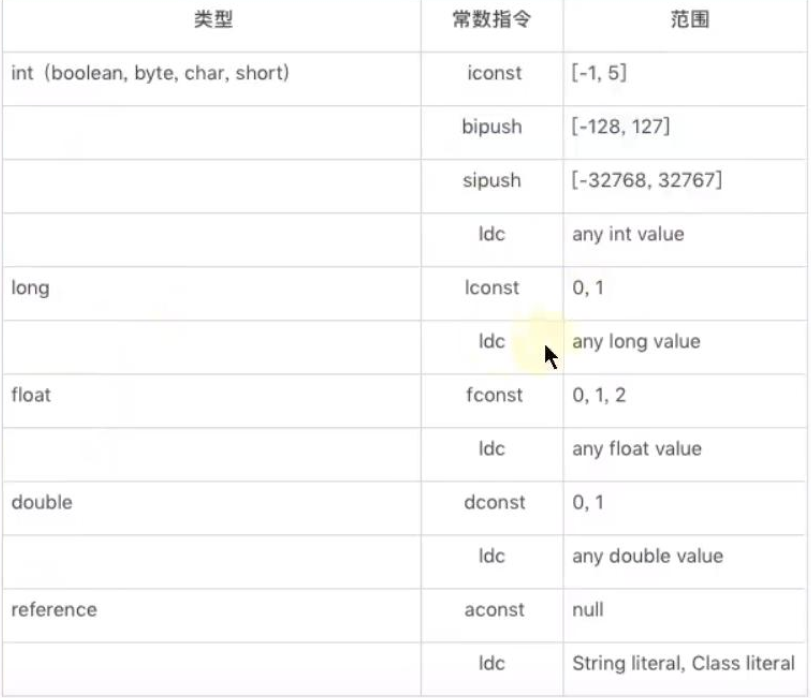 类型 常数指令 范围
int (boolean, byte, char, short) iconst [-1, 5]
bipush [-128, 127]
sipush [-32768, 32767]
ldc any int value
long lconst 0, 1
ldc any long value
float fconst 0, 1, 2
ldc any float value
double dconst 0, 1
ldc any double value
reference aconst null
ldc String literal, Class literal